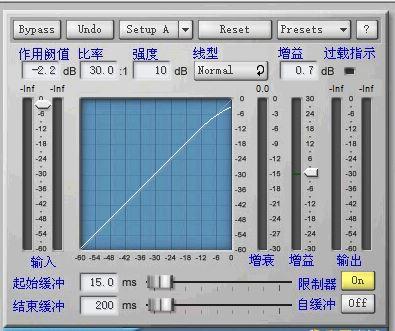 Bypass Undo Setup A Reset Presets ?
作用阈值 比率 强度 线型 增益 过载指示
-2.2 dB 30.0 :1 10 dB Normal 0.7 dB
-Inf -Inf 0.0 -Inf -Inf
0 0 0 30 0
-6 -6 -3 24 -6
-12 -12 -6 18 -12
-18 -18 -9 12 -18
-24 -24 -12 6 -24
-30 -30 -15 0 -30
-36 -36 -18 -6 -36
-42 -42 -21 -12 -42
-48 -48 -24 -18 -48
-54 -54 -27 -24 -54
-60 -60 -30 -30 -60
-60 -54 -48 -42 -36 -30 -24 -18 -12 -6 0
输入 增衰 增益 输出
起始缓冲 15.0 ms 限制器 On
结束缓冲 200 ms 自缓冲 Off